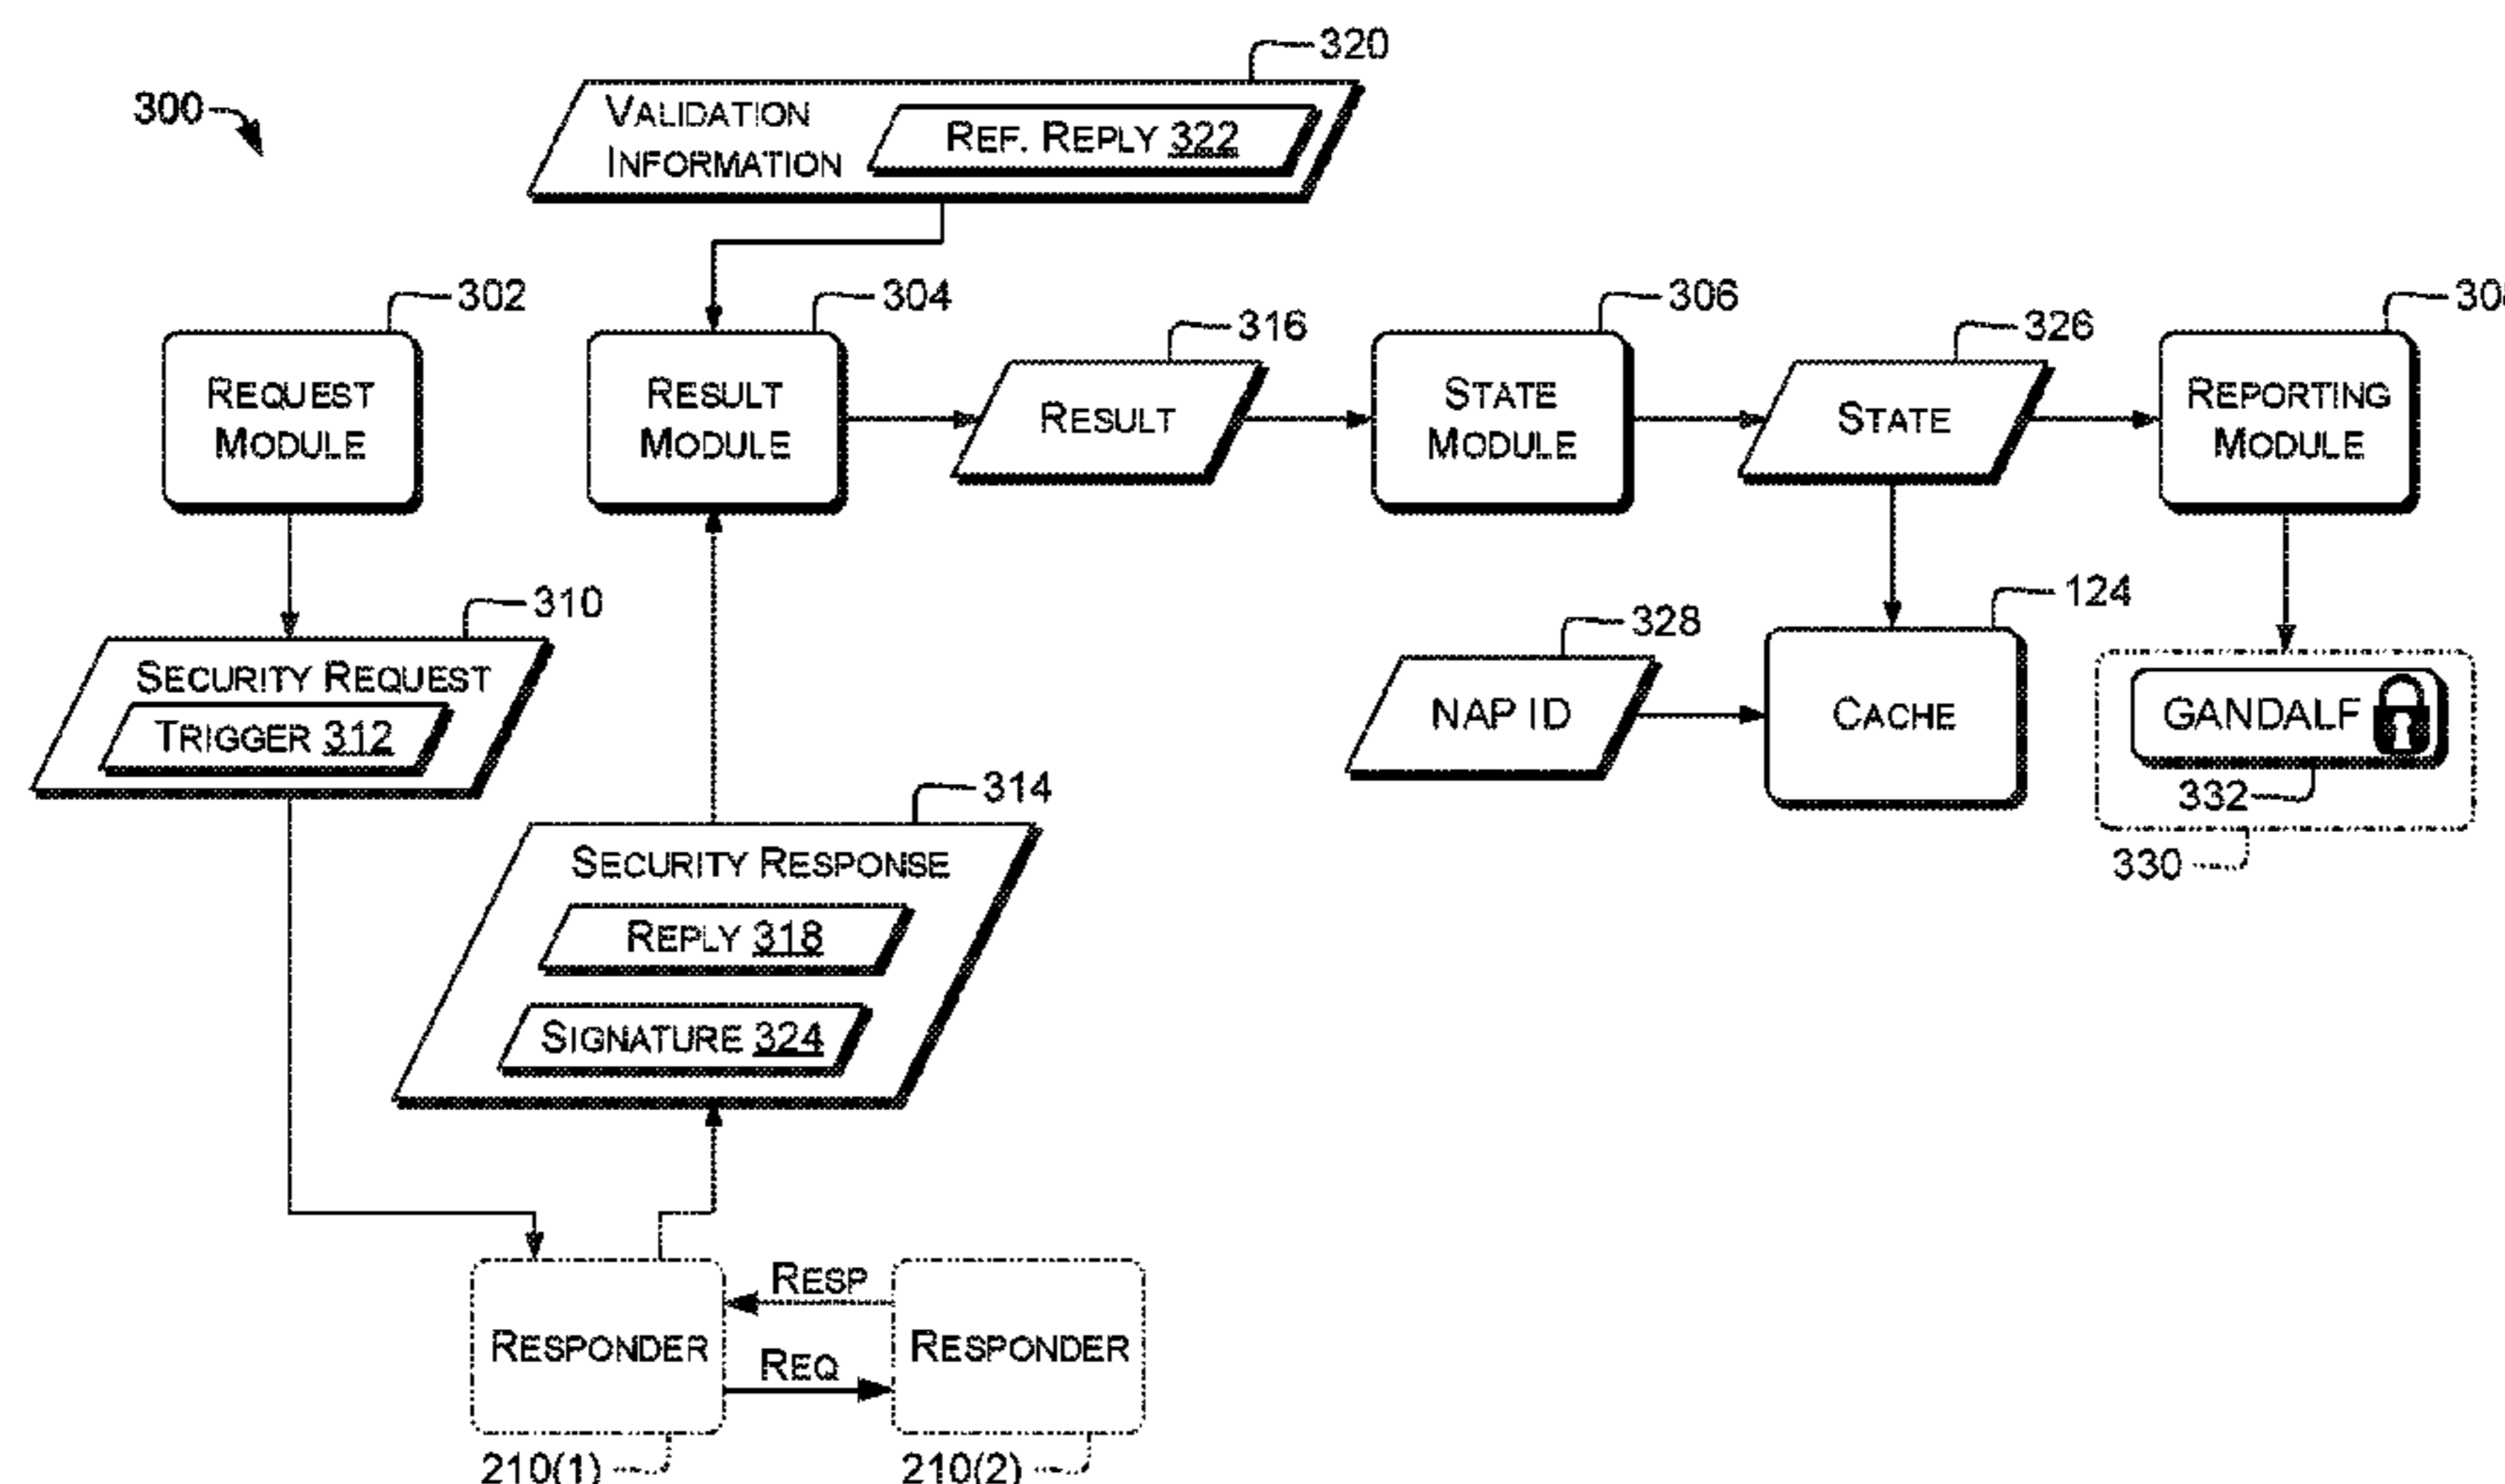 320
300
VALIDATION
INFORMATION
REF. REPLY 322
302
304
306
316
326
REQUEST
MODULE
RESULT
MODULE
RESULT
STATE
MODULE
STATE
REPORTING
MODULE
310
328
124
SECURITY REQUEST
TRIGGER 312
NAP ID
CACHE
GANDALF
332
330
314
SECURITY RESPONSE
REPLY 318
SIGNATURE 324
RESP
RESPONDER
REQ
RESPONDER
210(1)
210(2)